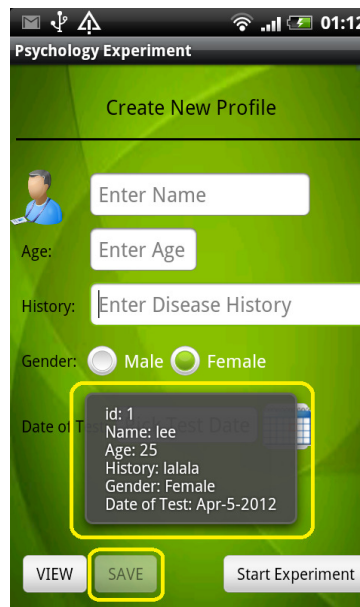 01:12
Psychology Experiment
Create New Profile
Enter Name
Age:
Enter Age
History:
Enter Disease History
Gender:
Male
Female
Date of T
Test Date
id: 1
Name: lee
Age: 25
History: lalala
Gender: Female
Date of Test: Apr-5-2012
VIEW
SAVE
Start Experiment